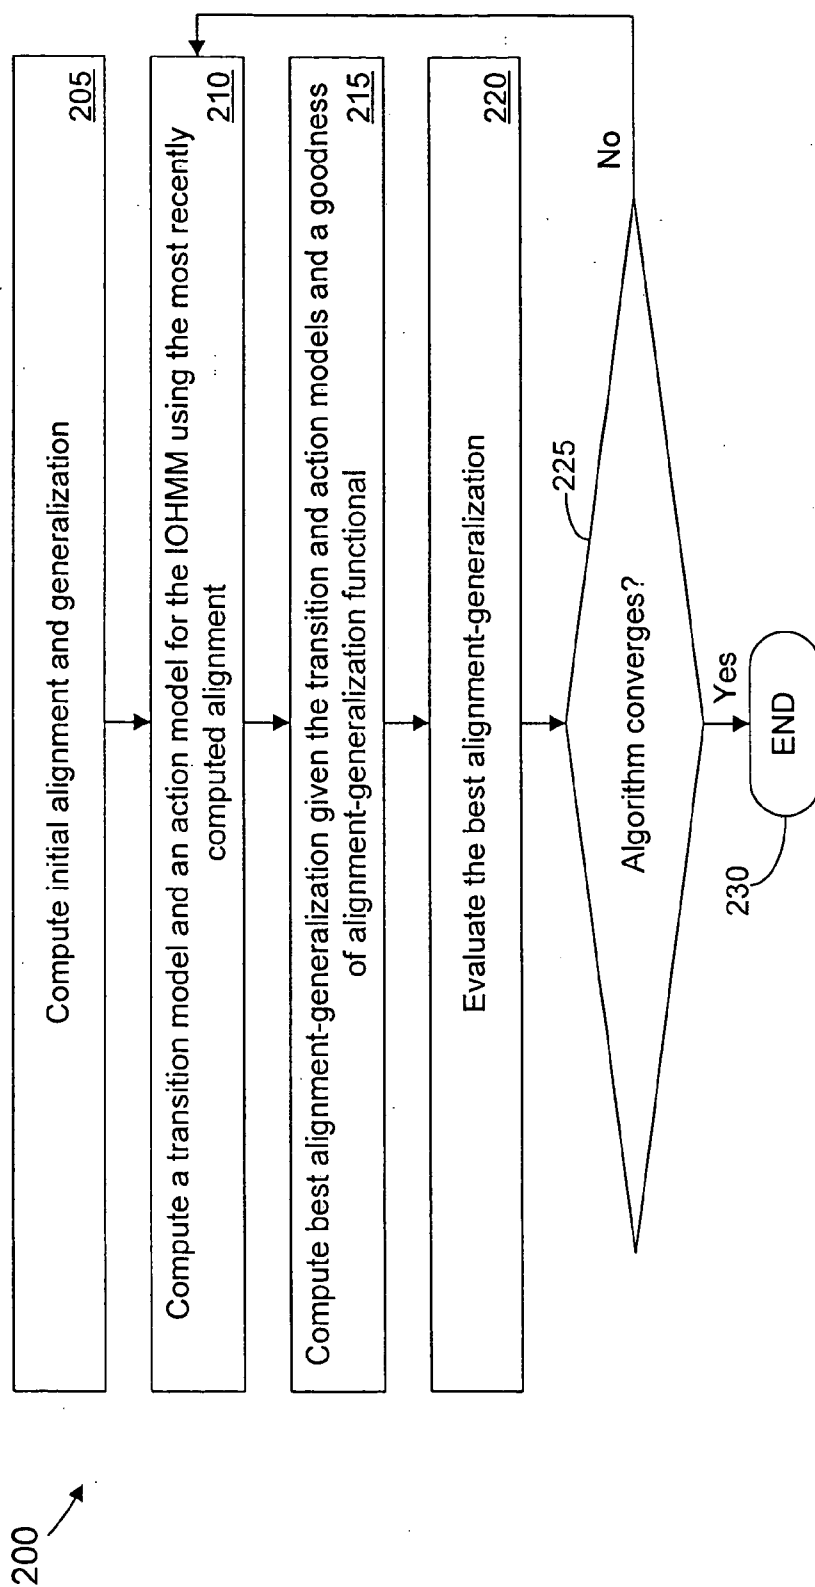 200
Compute initial alignment and generalization
205
Compute a transition model and an action model for the IOHMM using the most recently
computed alignment
210
Compute best alignment-generalization given the transition and action models and a goodness
of alignment-generalization functional
215
Evaluate the best alignment-generalization
220
225
Algorithm converges?
No
Yes
END
230